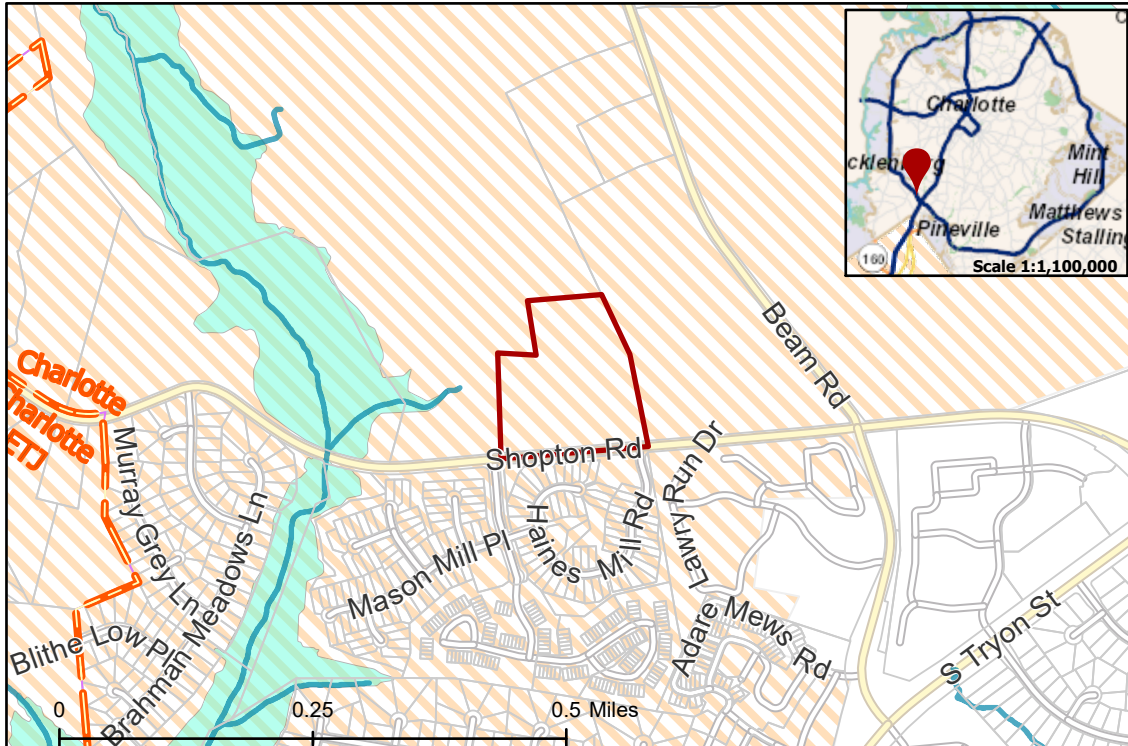 Charlotte
cklenburg
Mint
Hill
Matthews
Stalling
Pineville
160
Scale 1:1,100,000
Beam Rd
Charlotte
Charlotte
ETJ
Shopton Rd
Murray Grey Ln
Brahman Meadows Ln
Blithe Low Pl
Mason Mill Pl
Haines
Mill Rd
Lawry Run Dr
Adare
Mews Rd
S Tryon St
0
0.25
0.5 Miles